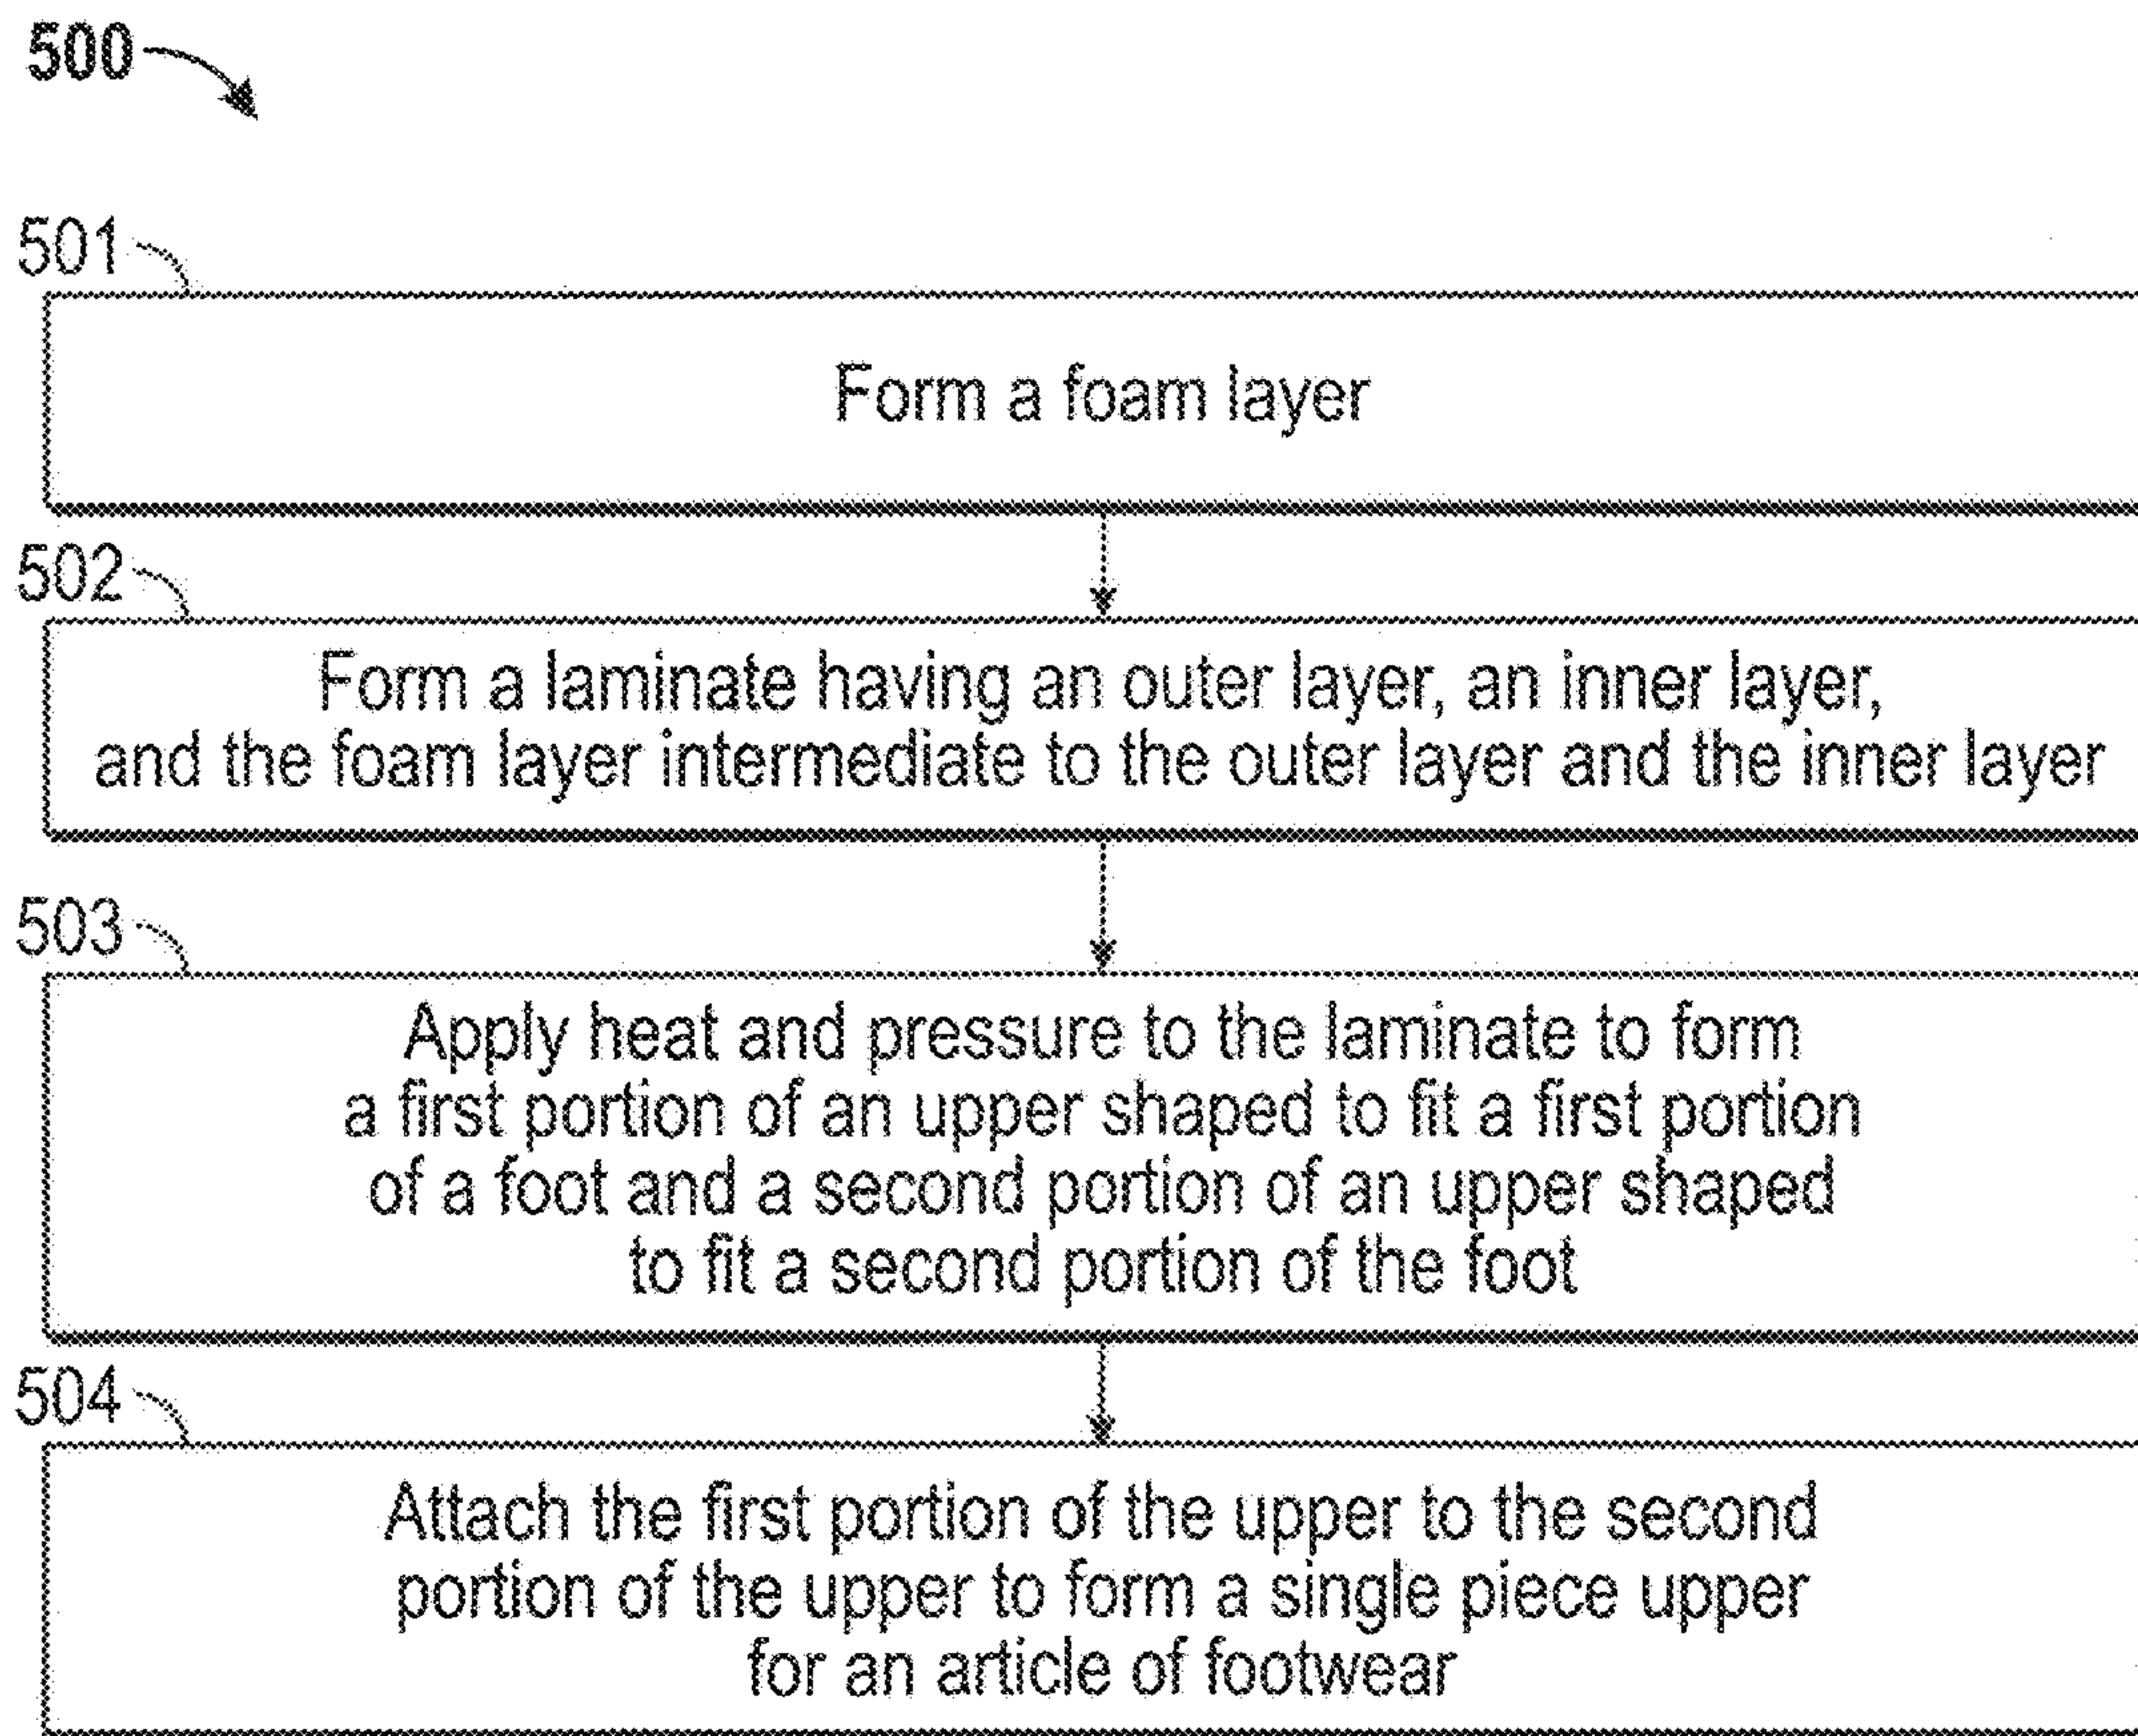 500
501
Form a foam layer
502
Form a laminate having an outer layer, an inner layer,
and the foam layer intermediate to the outer layer and the inner layer
503
Apply heat and pressure to the laminate to form
a first portion of an upper shaped to fit a first portion
of a foot and a second portion of an upper shaped
to fit a second portion of the foot
504
Attach the first portion of the upper to the second
portion of the upper to form a single piece upper
for an article of footwear